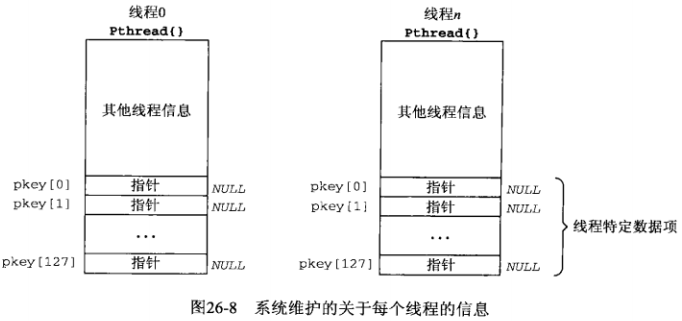 线程0
Pthread{}
其他线程信息
pkey[0] 指针 NULL
pkey[1] 指针 NULL
...
pkey[127] 指针 NULL
线程n
Pthread{}
其他线程信息
pkey[0] 指针 NULL
pkey[1] 指针 NULL
...
pkey[127] 指针 NULL
线程特定数据项
图26-8 系统维护的关于每个线程的信息